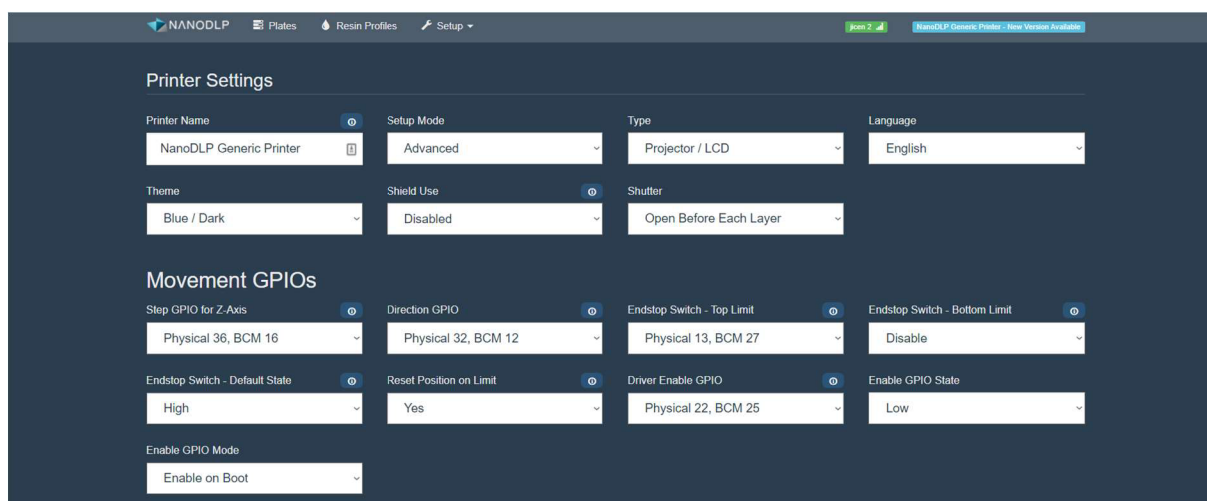 NANODLP Plates Resin Profiles Setup jlcen 2 NanoDLP Generic Printer - New Version Available
Printer Settings
Printer Name Setup Mode Type Language
NanoDLP Generic Printer Advanced Projector / LCD English
Theme Shield Use Shutter
Blue / Dark Disabled Open Before Each Layer
Movement GPIOs
Step GPIO for Z-Axis Direction GPIO Endstop Switch - Top Limit Endstop Switch - Bottom Limit
Physical 36, BCM 16 Physical 32, BCM 12 Physical 13, BCM 27 Disable
Endstop Switch - Default State Reset Position on Limit Driver Enable GPIO Enable GPIO State
High Yes Physical 22, BCM 25 Low
Enable GPIO Mode
Enable on Boot